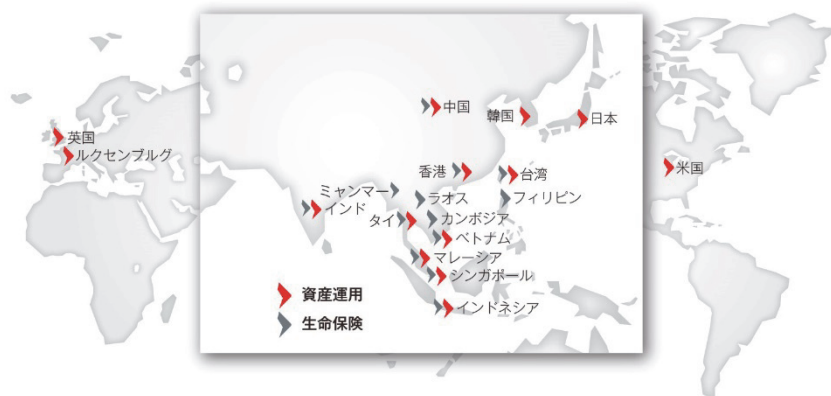 中国
韓国
日本
英国
ルクセンブルグ
香港
台湾
米国
ミャンマー
ラオス
フィリピン
インド
タイ
カンボジア
ベトナム
マレーシア
シンガポール
資産運用
インドネシア
生命保険